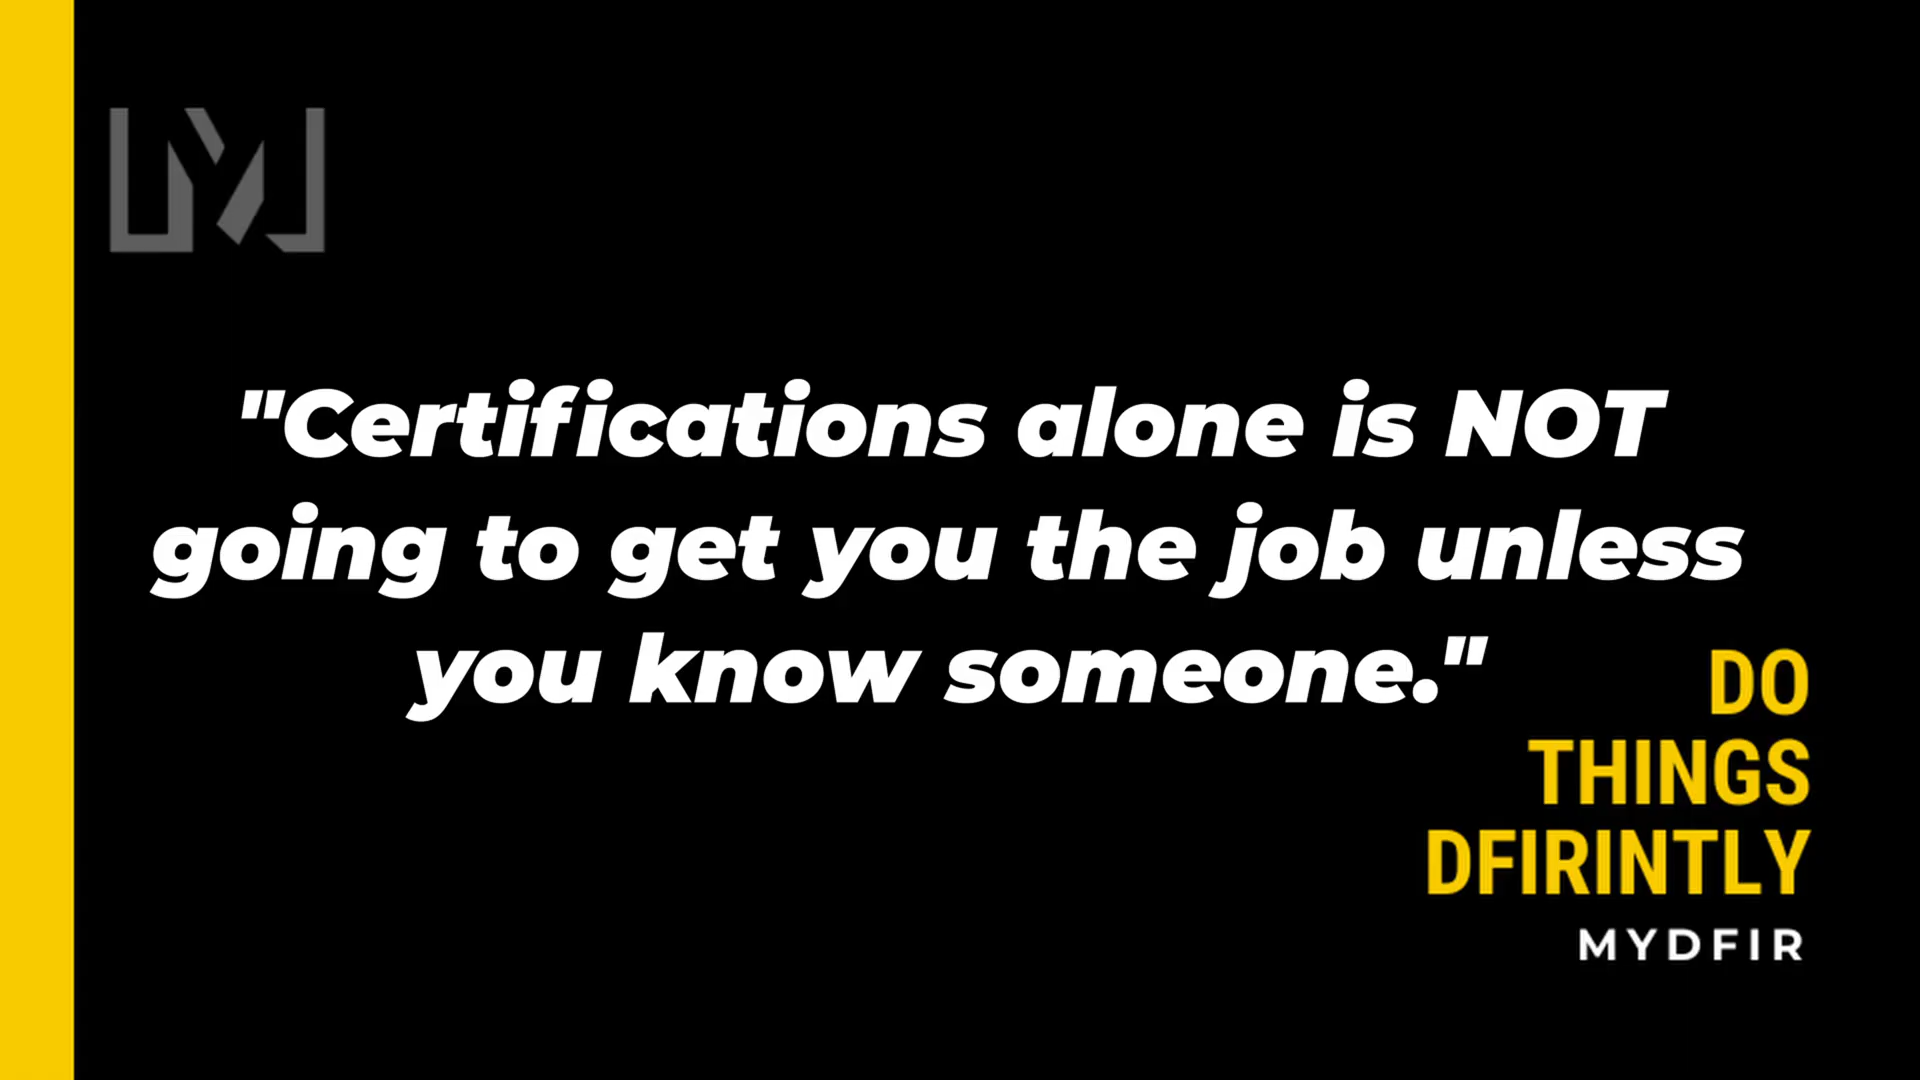 "Certifications alone is NOT
going to get you the job unless
you know someone."
DO
THINGS
DFIRINTLY
MYDFIR